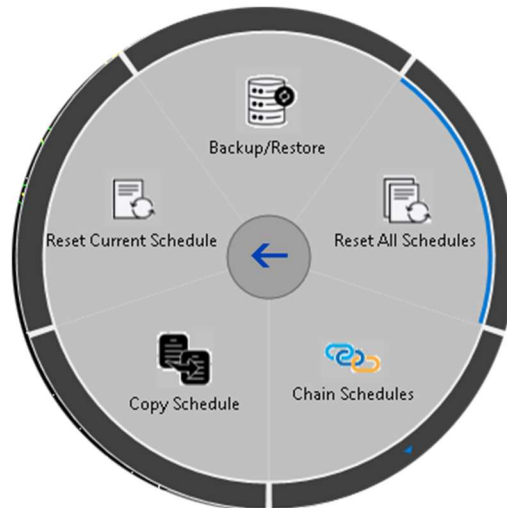 Backup/Restore
Reset Current Schedule
Reset All Schedules
Copy Schedule
Chain Schedules